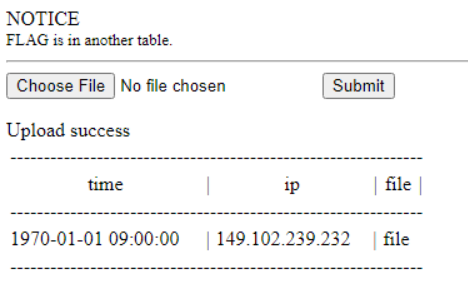 NOTICE
FLAG is in another table.
Choose File No file chosen Submit
Upload success
----------------------------------------------------------------
time | ip | file |
----------------------------------------------------------------
1970-01-01 09:00:00 | 149.102.239.232 | file
----------------------------------------------------------------